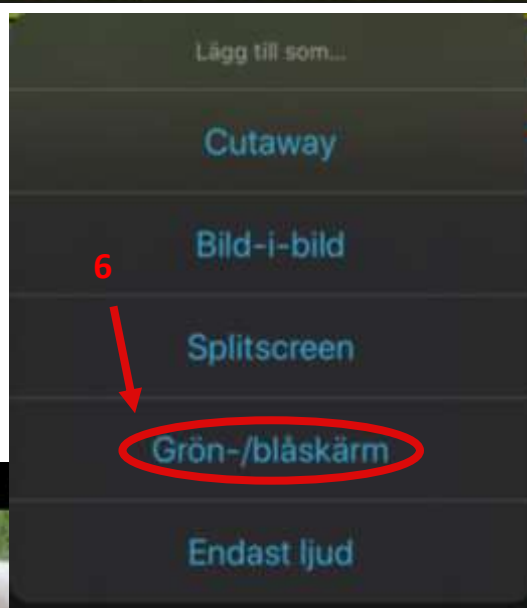 Lägg till som...
Cutaway
Bild-i-bild
6
Splitscreen
Grön-/blåskärm
Endast ljud